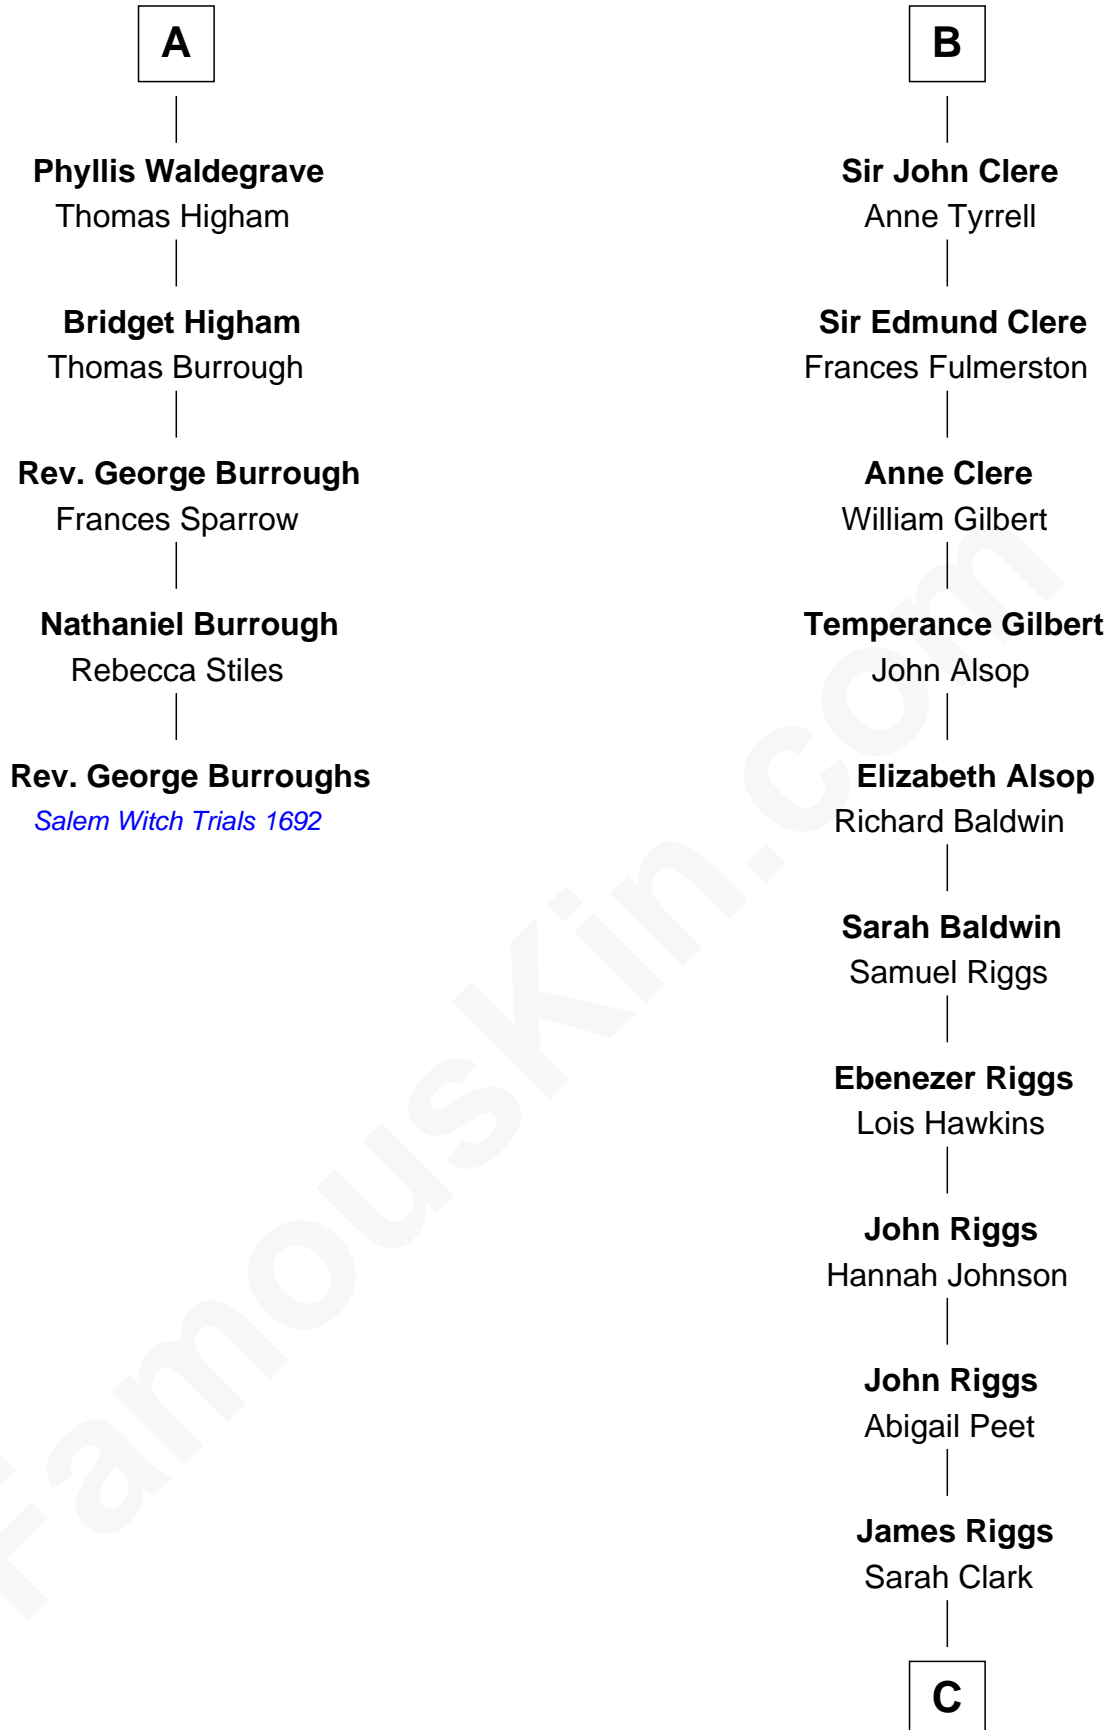 A
Phyllis Waldegrave
Thomas Higham
Bridget Higham
Thomas Burrough
Rev. George Burrough
Frances Sparrow
Nathaniel Burrough
Rebecca Stiles
Rev. George Burroughs
Salem Witch Trials 1692
B
Sir John Clere
Anne Tyrrell
Sir Edmund Clere
Frances Fulmerston
Anne Clere
William Gilbert
Temperance Gilbert
John Alsop
Elizabeth Alsop
Richard Baldwin
Sarah Baldwin
Samuel Riggs
Ebenezer Riggs
Lois Hawkins
John Riggs
Hannah Johnson
John Riggs
Abigail Peet
James Riggs
Sarah Clark
C
FamousKin.com